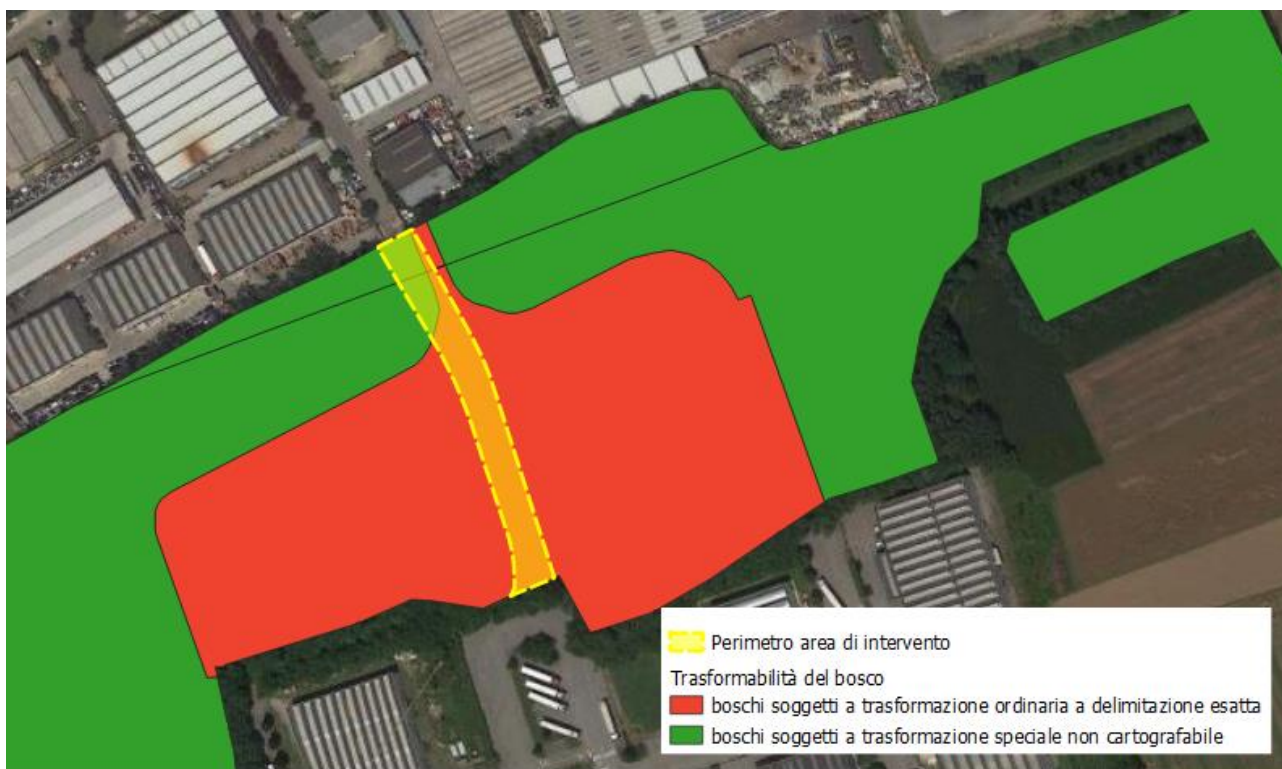 Perimetro area di intervento
Trasformabilità del bosco
boschi soggetti a trasformazione ordinaria a delimitazione esatta
boschi soggetti a trasformazione speciale non cartografabile